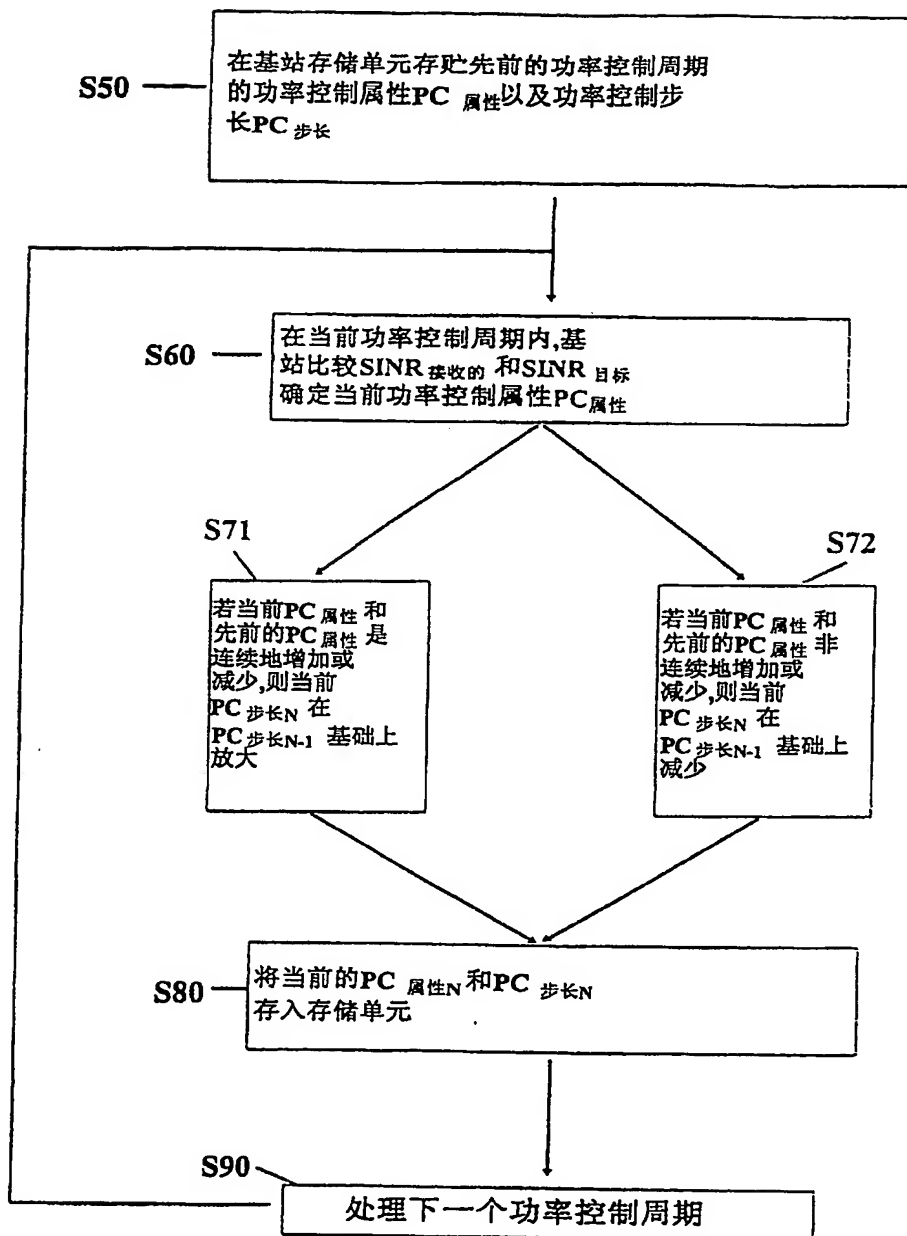 S50
在基站存储单元存贮先前的功率控制周期
的功率控制属性PC 属性以及功率控制步
长PC 步长
S60
在当前功率控制周期内,基
站比较SINR 接收的 和SINR 目标
确定当前功率控制属性PC属性
S71
若当前PC 属性 和
先前的PC 属性 是
连续地增加或
减少,则当前
PC 步长N 在
PC 步长N-1 基础上
放大
S72
若当前PC 属性 和
先前的PC 属性 非
连续地增加或
减少,则当前
PC 步长N 在
PC 步长N-1 基础上
减少
S80
将当前的PC 属性N 和PC 步长N
存入存储单元
S90
处理下一个功率控制周期